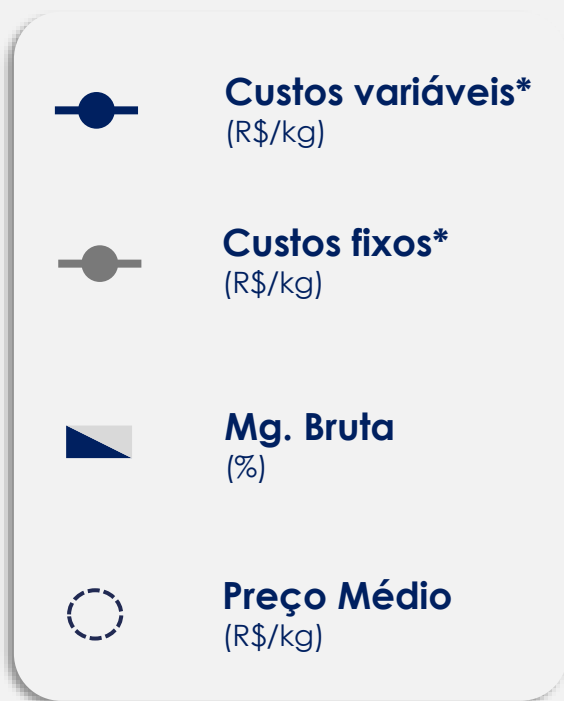 Custos variáveis*
(R$/kg)
Custos fixos*
(R$/kg)
Mg. Bruta
(%)
Preço Médio
(R$/kg)